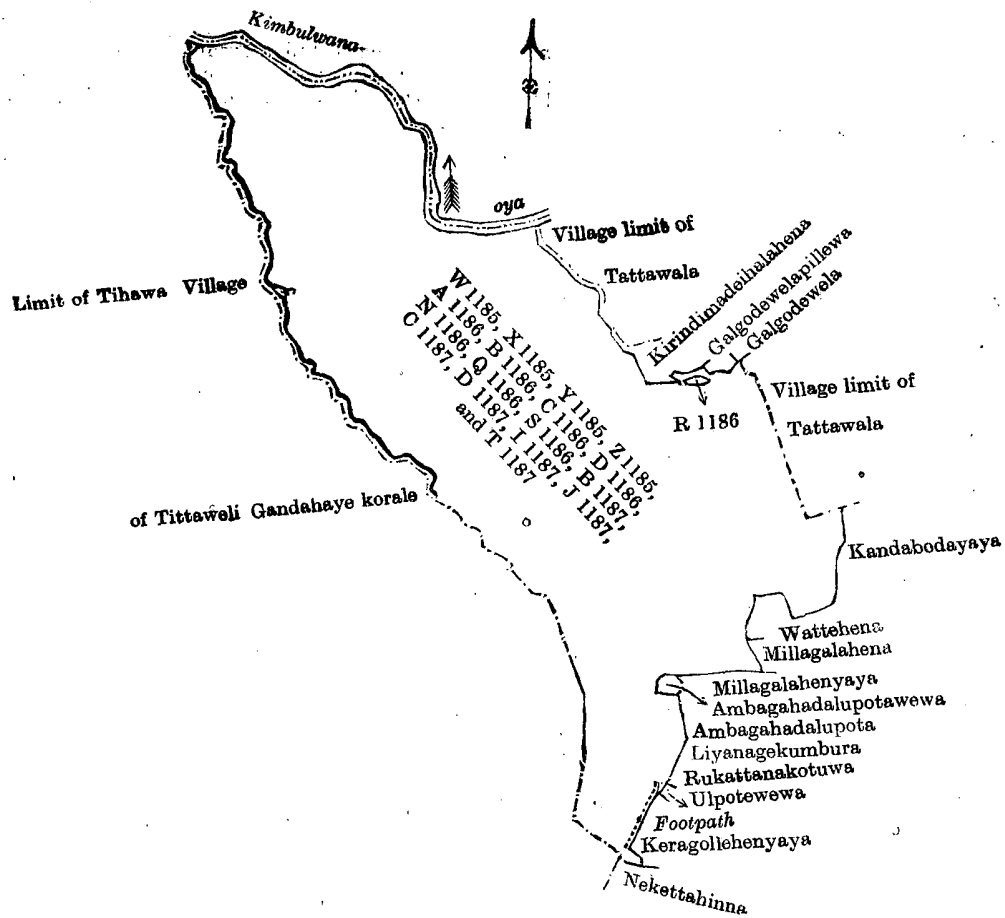 Kimbulwana-
oya
Village limit of
Tattawala
Kirindimadeihalahena
Galgodewelapillewa
Galgodewela
R 1186
Village limit of
Tattawala
Limit of Tihawa Village
W 1185, X 1185, Y 1185, Z 1185,
A 1186, B 1186, C 1186, D 1186,
N 1186, Q 1186, S 1186, B 1187,
C 1187, D 1187, I 1187, J 1187,
and T 1187
of Tittaweli Gandahaye korale
Kandabodayaya
Wattehena
Millagalahena
Millagalahenyaya
Ambagahadalupotawewa
Ambagahadalupota
Liyanagekumbura
Rukattanakotuwa
Ulpotewewa
Footpath
Keragollehenyaya
Nekettahinna